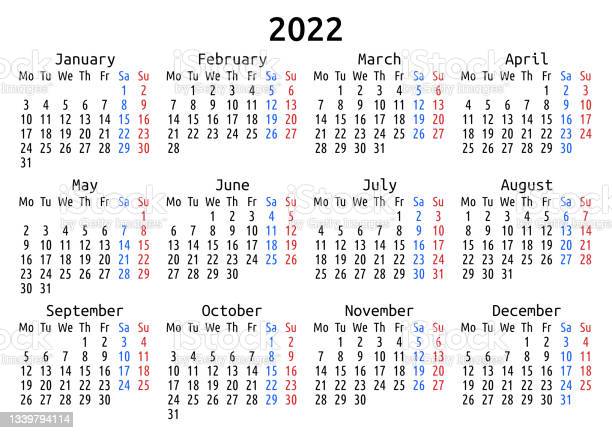 2022
January
Mo Tu We Th Fr Sa Su
1 2
3 4 5 6 7 8 9
10 11 12 13 14 15 16
17 18 19 20 21 22 23
24 25 26 27 28 29 30
31
February
Mo Tu We Th Fr Sa Su
1 2 3 4 5 6
7 8 9 10 11 12 13
14 15 16 17 18 19 20
21 22 23 24 25 26 27
28
March
Mo Tu We Th Fr Sa Su
1 2 3 4 5 6
7 8 9 10 11 12 13
14 15 16 17 18 19 20
21 22 23 24 25 26 27
28 29 30 31
April
Mo Tu We Th Fr Sa Su
1 2 3
4 5 6 7 8 9 10
11 12 13 14 15 16 17
18 19 20 21 22 23 24
25 26 27 28 29 30
May
Mo Tu We Th Fr Sa Su
1
2 3 4 5 6 7 8
9 10 11 12 13 14 15
16 17 18 19 20 21 22
23 24 25 26 27 28 29
30 31
June
Mo Tu We Th Fr Sa Su
1 2 3 4 5
6 7 8 9 10 11 12
13 14 15 16 17 18 19
20 21 22 23 24 25 26
27 28 29 30
July
Mo Tu We Th Fr Sa Su
1 2 3
4 5 6 7 8 9 10
11 12 13 14 15 16 17
18 19 20 21 22 23 24
25 26 27 28 29 30 31
August
Mo Tu We Th Fr Sa Su
1 2 3 4 5 6 7
8 9 10 11 12 13 14
15 16 17 18 19 20 21
22 23 24 25 26 27 28
29 30 31
September
Mo Tu We Th Fr Sa Su
1 2 3 4
5 6 7 8 9 10 11
12 13 14 15 16 17 18
19 20 21 22 23 24 25
26 27 28 29 30
October
Mo Tu We Th Fr Sa Su
1 2
3 4 5 6 7 8 9
10 11 12 13 14 15 16
17 18 19 20 21 22 23
24 25 26 27 28 29 30
31
November
Mo Tu We Th Fr Sa Su
1 2 3 4 5 6
7 8 9 10 11 12 13
14 15 16 17 18 19 20
21 22 23 24 25 26 27
28 29 30
December
Mo Tu We Th Fr Sa Su
1 2 3 4
5 6 7 8 9 10 11
12 13 14 15 16 17 18
19 20 21 22 23 24 25
26 27 28 29 30 31
iStock
by Getty Images
1339794114